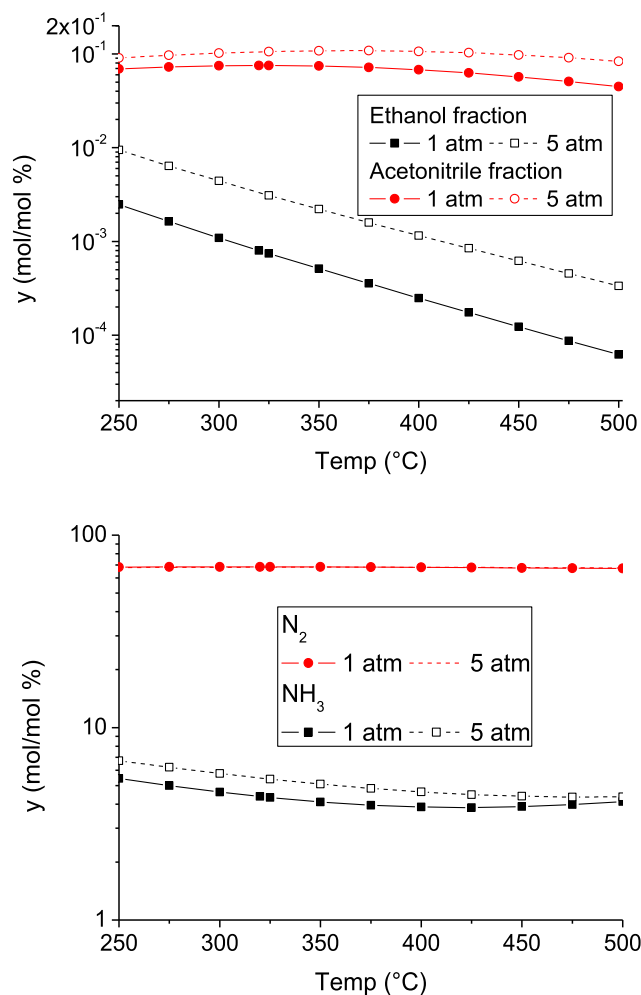 2x10⁻¹
10⁻¹
10⁻²
10⁻³
10⁻⁴
y (mol/mol %)
Ethanol fraction
1 atm 5 atm
Acetonitrile fraction
1 atm 5 atm
250 300 350 400 450 500
Temp (°C)
100
10
1
y (mol/mol %)
N₂
1 atm 5 atm
NH₃
1 atm 5 atm
250 300 350 400 450 500
Temp (°C)